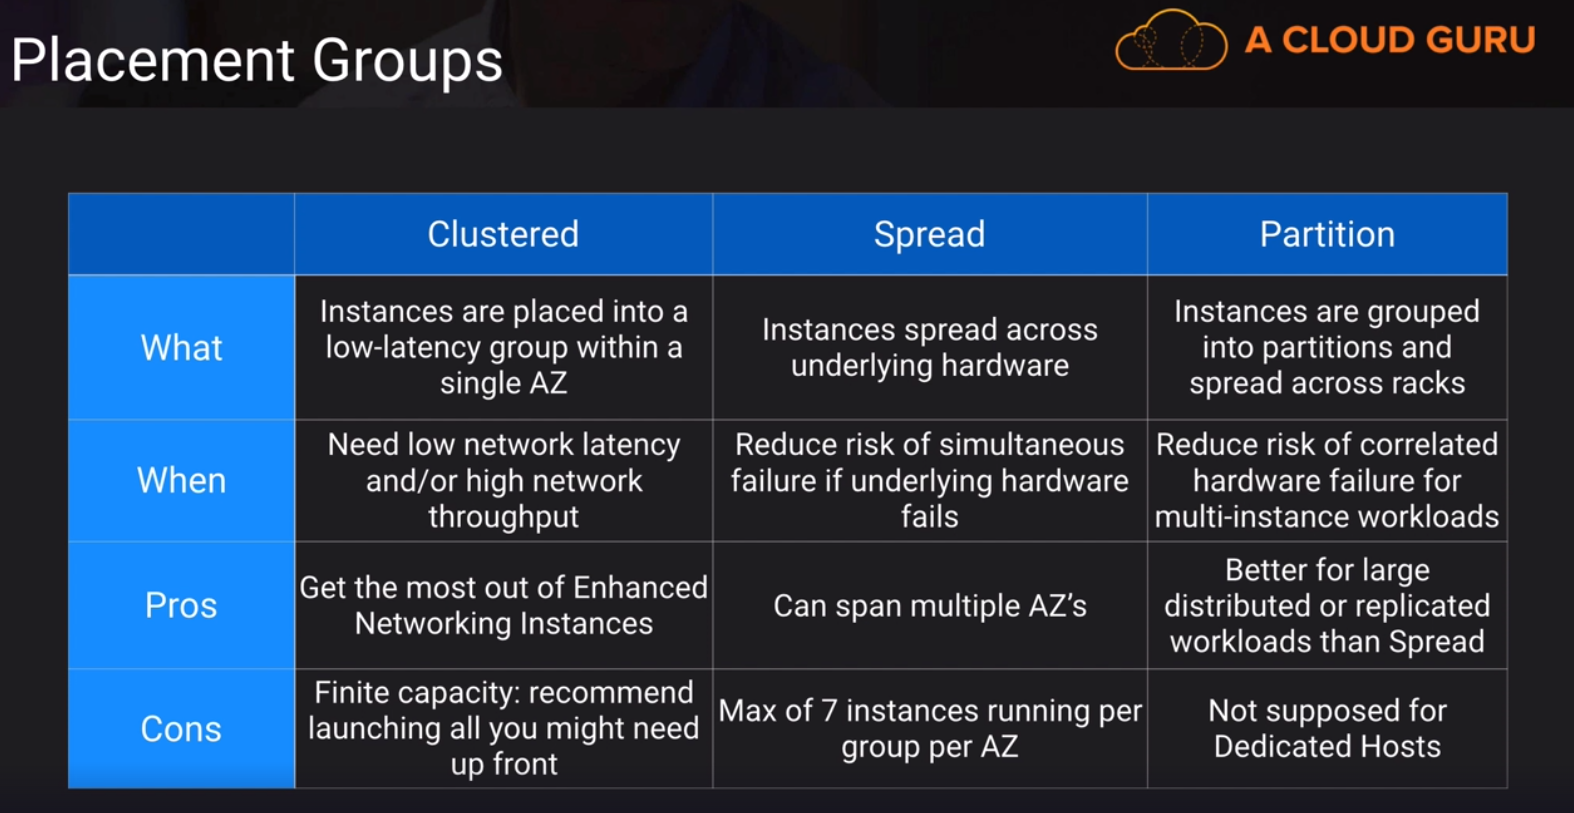 Placement Groups
A CLOUD GURU
Clustered
Spread
Partition
What
Instances are placed into a
low-latency group within a
single AZ
Instances spread across
underlying hardware
Instances are grouped
into partitions and
spread across racks
When
Need low network latency
and/or high network
throughput
Reduce risk of simultaneous
failure if underlying hardware
fails
Reduce risk of correlated
hardware failure for
multi-instance workloads
Pros
Get the most out of Enhanced
Networking Instances
Can span multiple AZ’s
Better for large
distributed or replicated
workloads than Spread
Cons
Finite capacity: recommend
launching all you might need
up front
Max of 7 instances running per
group per AZ
Not supposed for
Dedicated Hosts